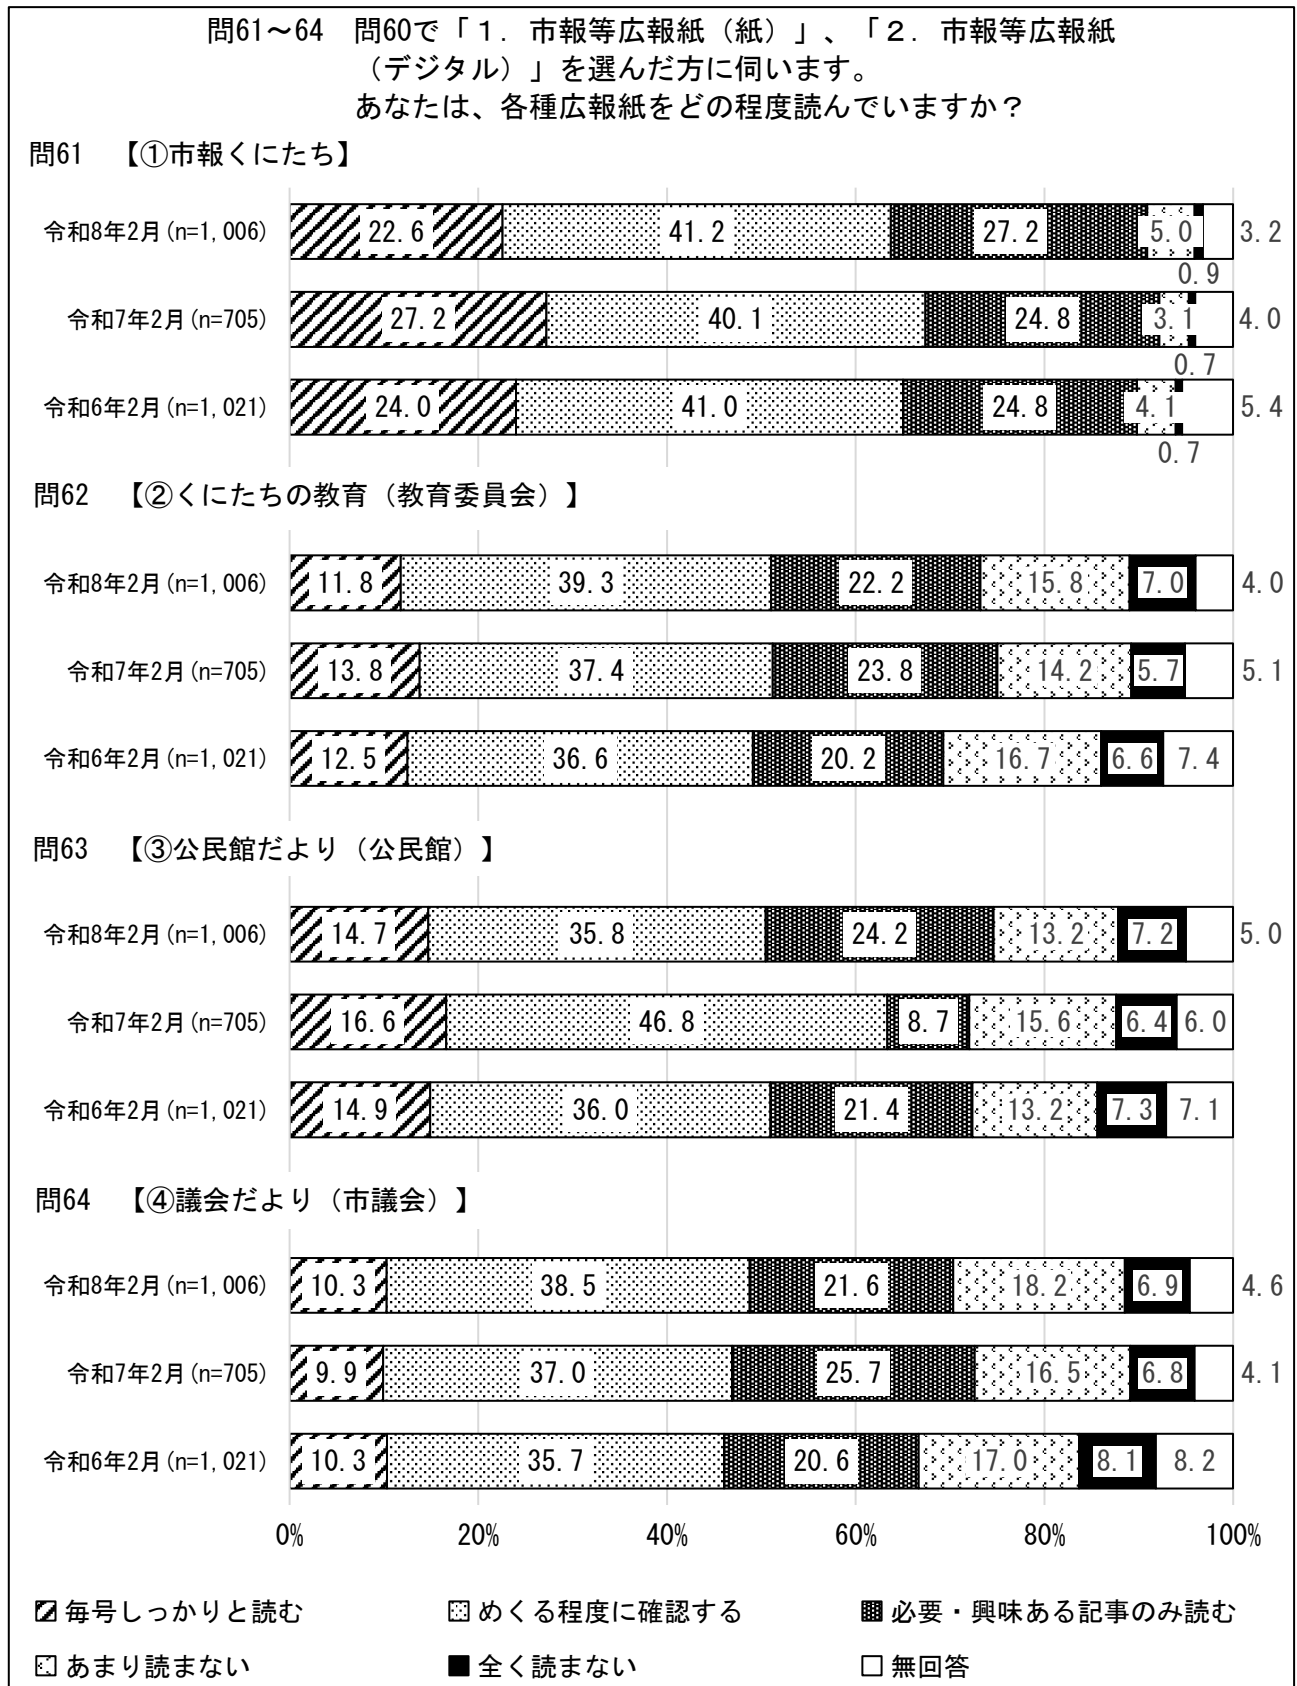 問61～64　問60で「１．市報等広報紙（紙）」、「２．市報等広報紙
（デジタル）」を選んだ方に伺います。
あなたは、各種広報紙をどの程度読んでいますか？
問61　【①市報くにたち】
令和8年2月(n=1,006) 22.6 41.2 27.2 5.0 0.9 3.2
令和7年2月(n=705) 27.2 40.1 24.8 3.1 0.7 4.0
令和6年2月(n=1,021) 24.0 41.0 24.8 4.1 0.7 5.4
問62　【②くにたちの教育（教育委員会）】
令和8年2月(n=1,006) 11.8 39.3 22.2 15.8 7.0 4.0
令和7年2月(n=705) 13.8 37.4 23.8 14.2 5.7 5.1
令和6年2月(n=1,021) 12.5 36.6 20.2 16.7 6.6 7.4
問63　【③公民館だより（公民館）】
令和8年2月(n=1,006) 14.7 35.8 24.2 13.2 7.2 5.0
令和7年2月(n=705) 16.6 46.8 8.7 15.6 6.4 6.0
令和6年2月(n=1,021) 14.9 36.0 21.4 13.2 7.3 7.1
問64　【④議会だより（市議会）】
令和8年2月(n=1,006) 10.3 38.5 21.6 18.2 6.9 4.6
令和7年2月(n=705) 9.9 37.0 25.7 16.5 6.8 4.1
令和6年2月(n=1,021) 10.3 35.7 20.6 17.0 8.1 8.2
0% 20% 40% 60% 80% 100%
毎号しっかりと読む めくる程度に確認する 必要・興味ある記事のみ読む
あまり読まない 全く読まない 無回答